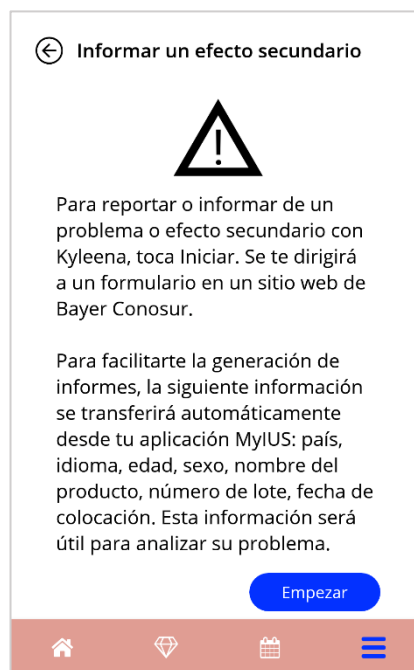 Informar un efecto secundario
Para reportar o informar de un
problema o efecto secundario con
Kyleena, toca Iniciar. Se te dirigirá
a un formulario en un sitio web de
Bayer Conosur.
Para facilitarte la generación de
informes, la siguiente información
se transferirá automáticamente
desde tu aplicación MyIUS: país,
idioma, edad, sexo, nombre del
producto, número de lote, fecha de
colocación. Esta información será
útil para analizar su problema.
Empezar